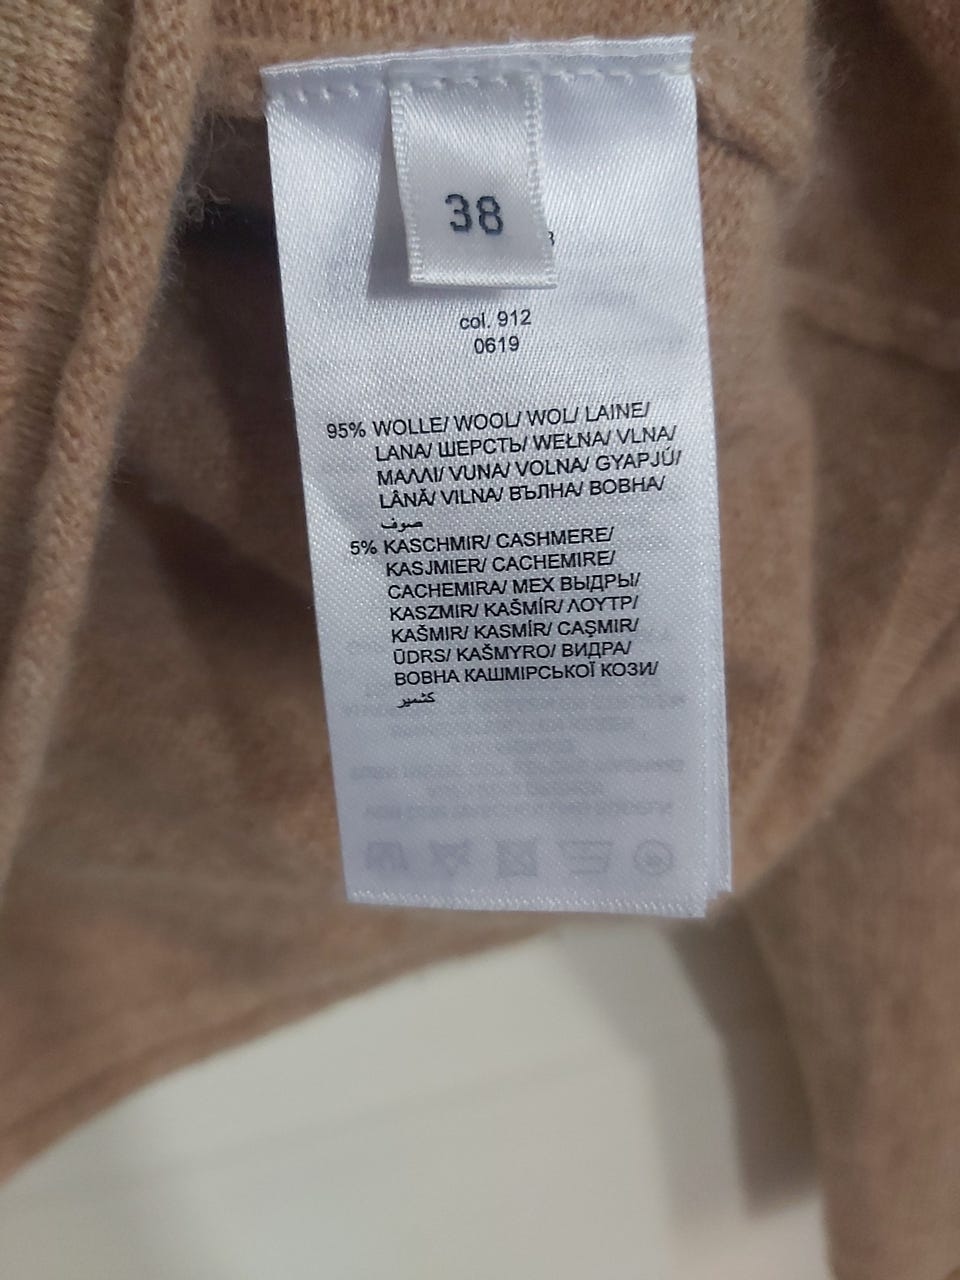 38
col. 912
0619
95% WOLLE/ WOOL/ WOL/ LAINE/
LANA/ ШЕРСТЬ/ WEŁNA/ VLNA/
ΜΑΛΛΙ/ VUNA/ VOLNA/ GYAPJÚ/
LÂNĂ/ VILNA/ ВЪЛНА/ ВОВНА/
صوف
5% KASCHMIR/ CASHMERE/
KASJMIER/ CACHEMIRE/
CACHEMIRA/ МЕХ ВЫДРЫ/
KASZMIR/ KAŠMÍR/ ΛΟΥΤΡ/
KAŠMIR/ KASMÍR/ CAŞMIR/
ŪDRS/ KAŠMYRO/ ВИДРА/
ВОВНА КАШМІРСЬКОЇ КОЗИ/
كشمير